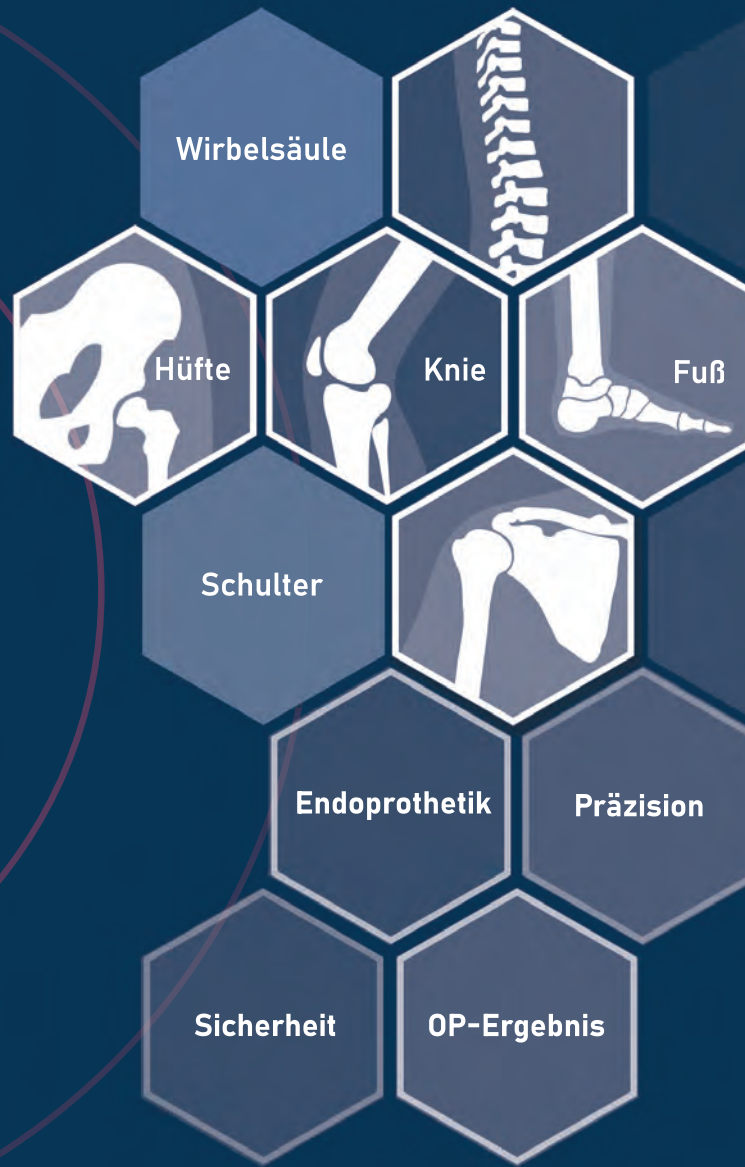 Wirbelsäule
Hüfte
Knie
Fuß
Schulter
Endoprothetik
Präzision
Sicherheit
OP-Ergebnis